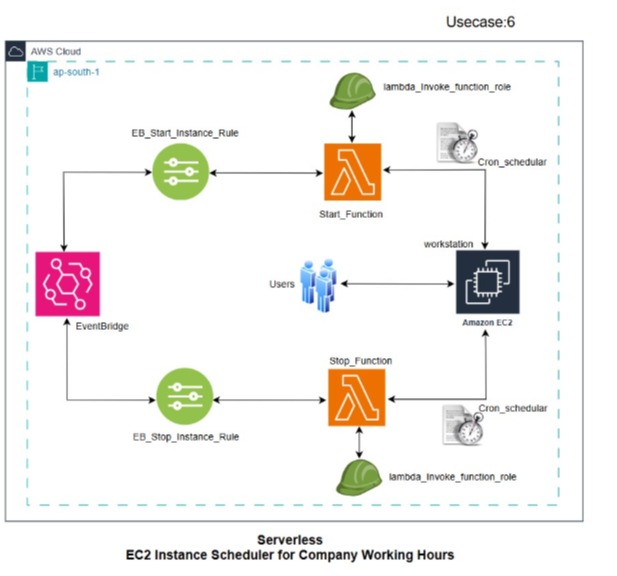 Usecase:6
AWS Cloud
ap-south-1
lambda_Invoke_function_role
EB_Start_Instance_Rule
Cron_schedular
Start_Function
workstation
Users
Amazon EC2
EventBridge
Stop_Function
Cron_schedular
EB_Stop_Instance_Rule
lambda_Invoke_function_role
Serverless
EC2 Instance Scheduler for Company Working Hours